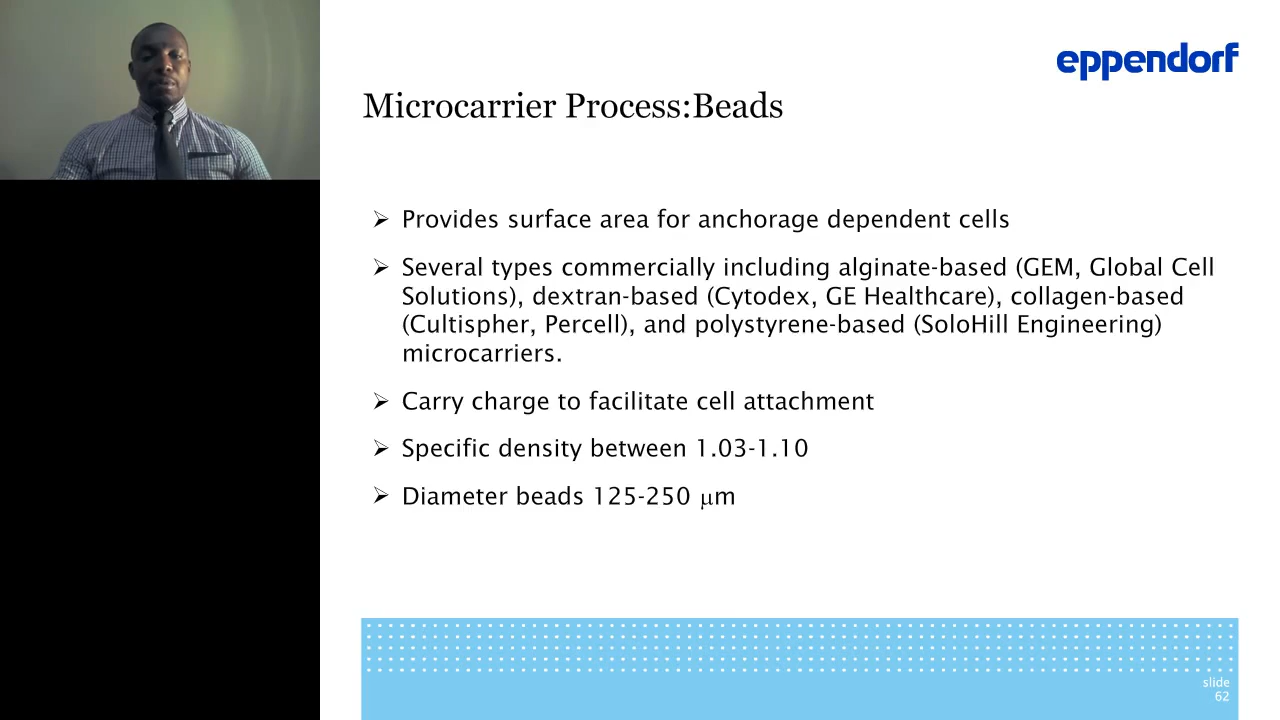 eppendorf
Microcarrier Process:Beads
➢ Provides surface area for anchorage dependent cells
➢ Several types commercially including alginate-based (GEM, Global Cell
Solutions), dextran-based (Cytodex, GE Healthcare), collagen-based
(Cultispher, Percell), and polystyrene-based (SoloHill Engineering)
microcarriers.
➢ Carry charge to facilitate cell attachment
➢ Specific density between 1.03-1.10
➢ Diameter beads 125-250 μm
slide
62